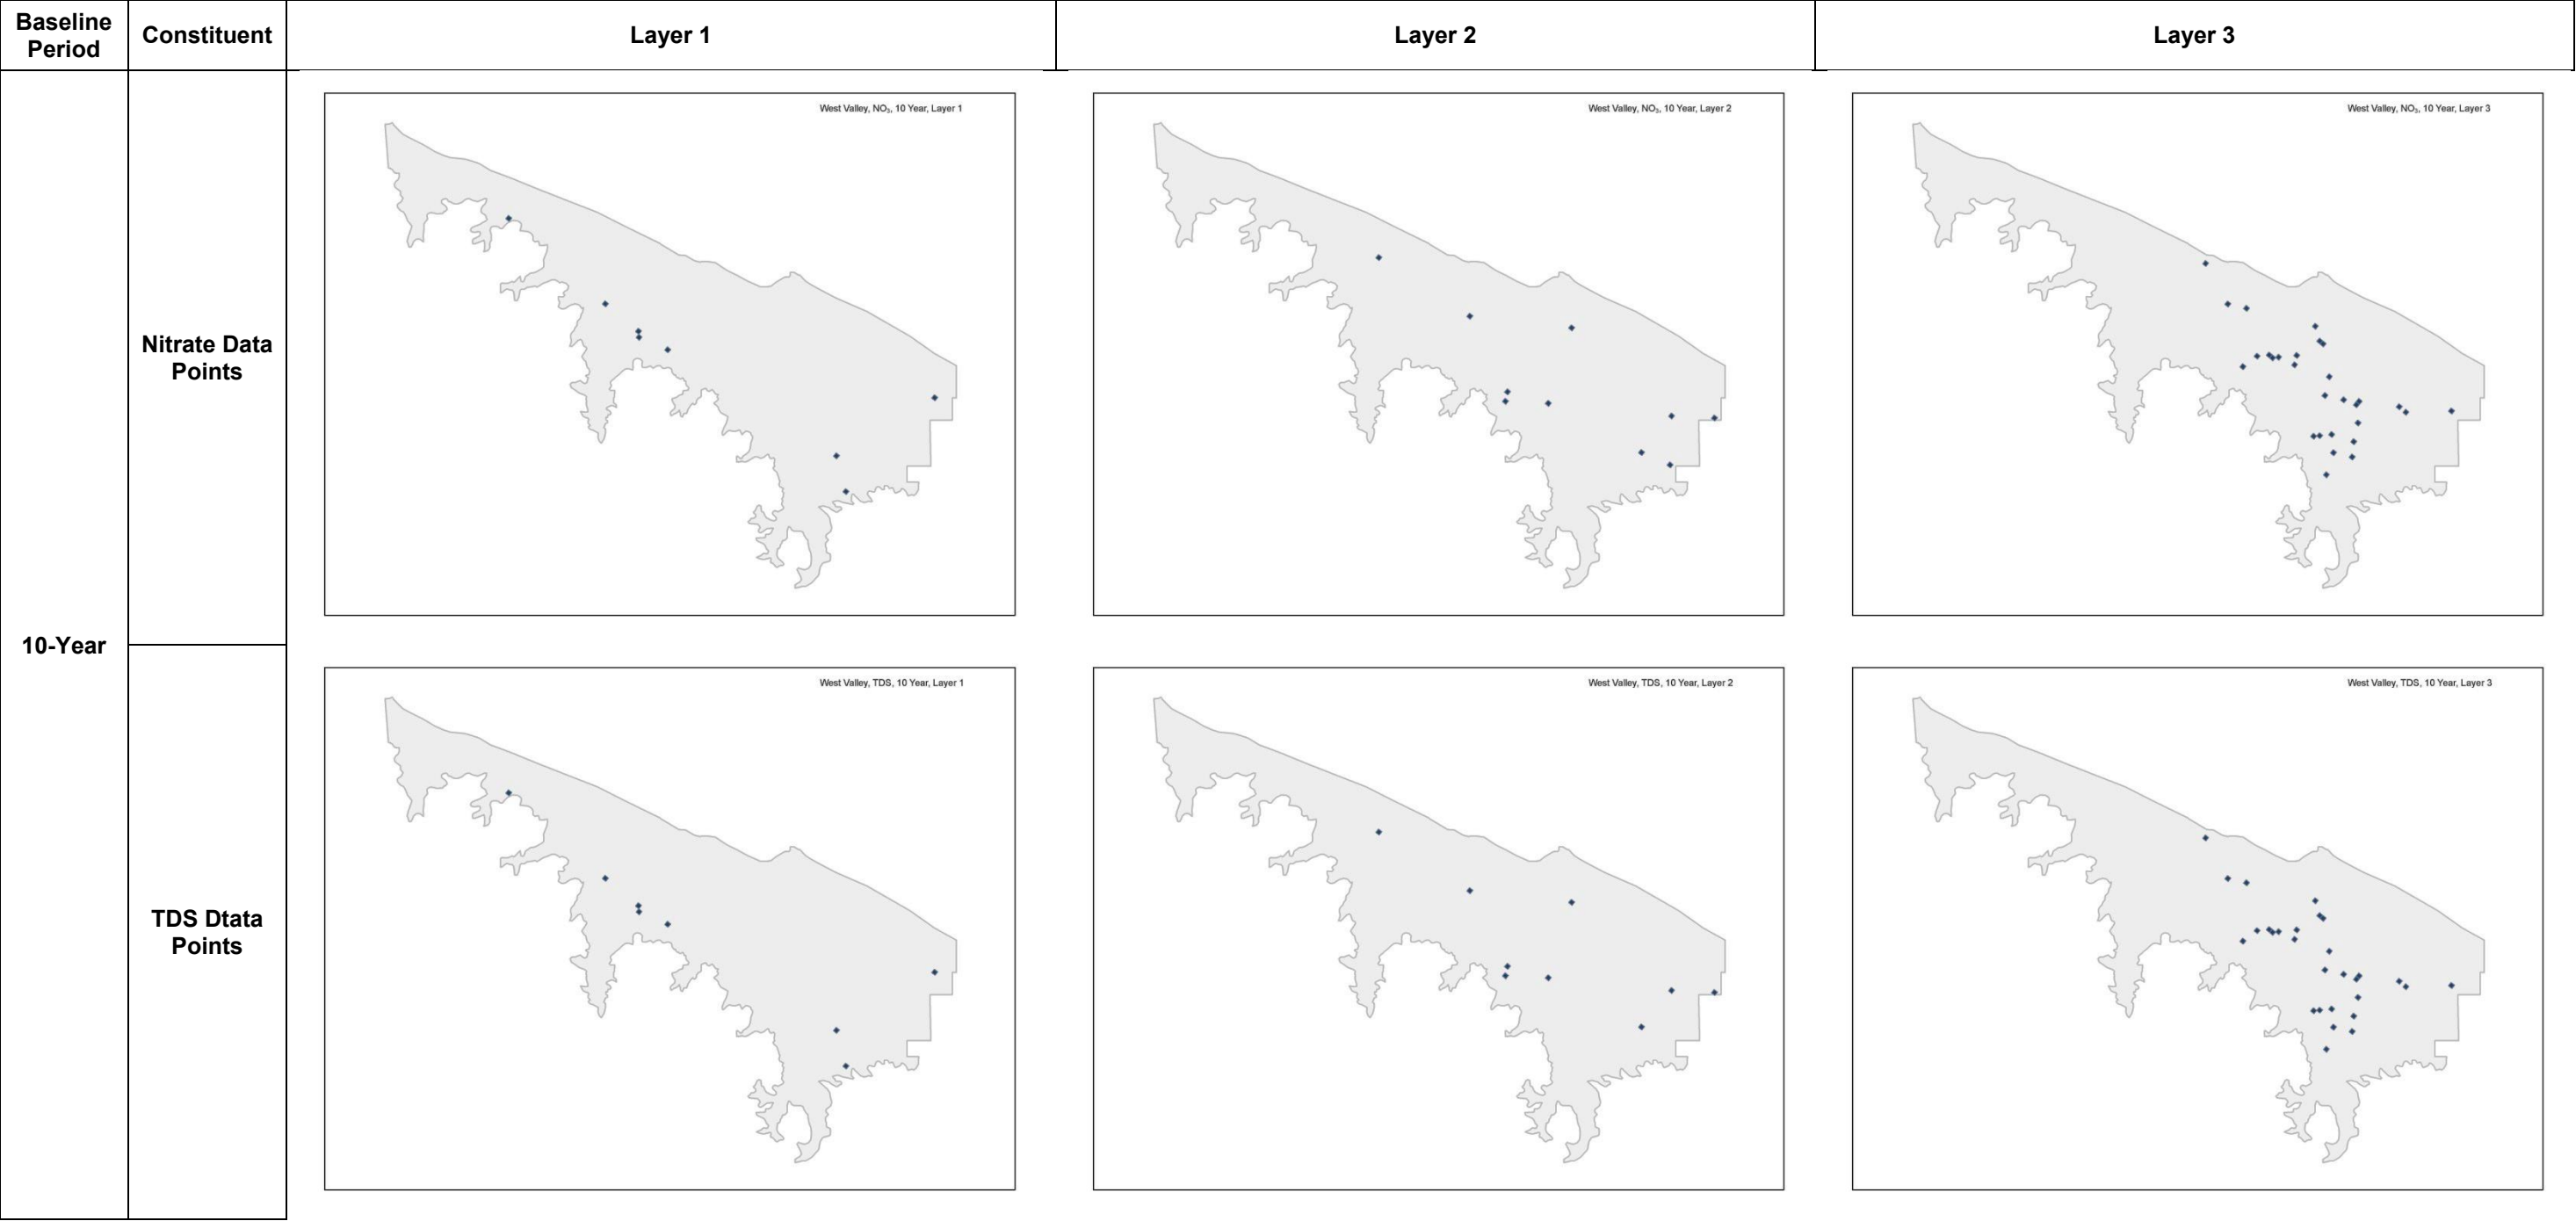 Baseline
Period
Constituent
Layer 1
Layer 2
Layer 3
10-Year
Nitrate Data
Points
West Valley, NO₃, 10 Year, Layer 1
West Valley, NO₃, 10 Year, Layer 2
West Valley, NO₃, 10 Year, Layer 3
TDS Dtata
Points
West Valley, TDS, 10 Year, Layer 1
West Valley, TDS, 10 Year, Layer 2
West Valley, TDS, 10 Year, Layer 3